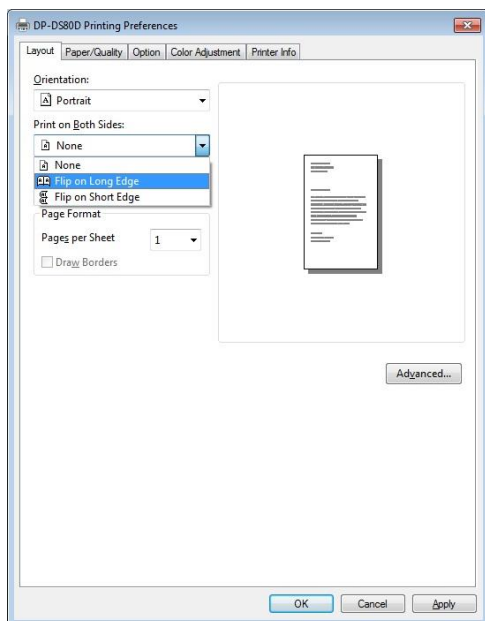 DP-DS80D Printing Preferences
Layout Paper/Quality Option Color Adjustment Printer Info
Orientation:
Portrait
Print on Both Sides:
None
None
Flip on Long Edge
Flip on Short Edge
Page Format
Pages per Sheet 1
Draw Borders
Advanced...
OK Cancel Apply